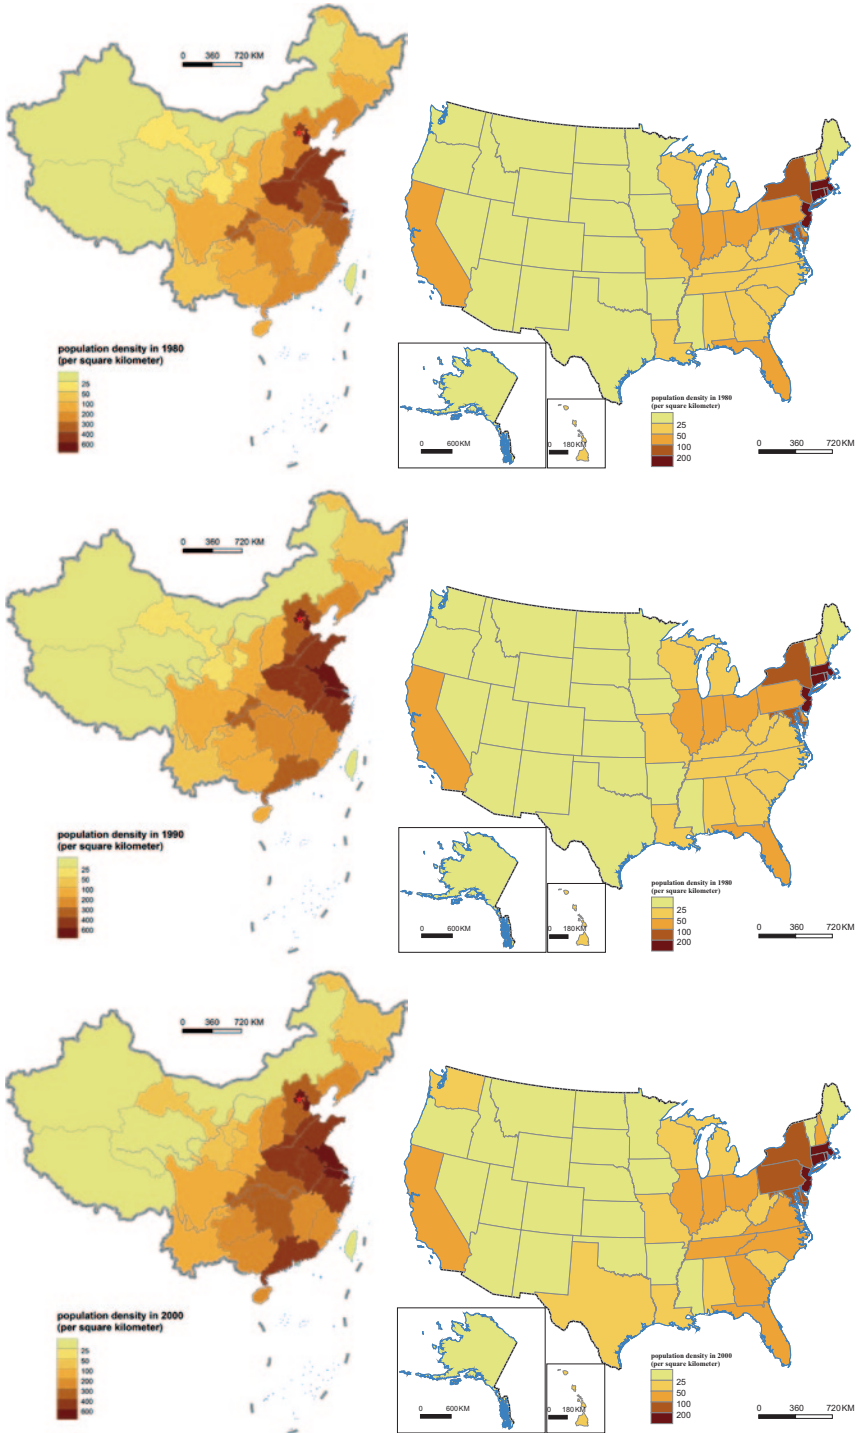 0 360 720 KM
population density in 1980
(per square kilometer)
25
50
100
200
300
400
600
population density in 1980
(per square kilometer)
25
50
100
200
0 600KM
0 180KM
0 360 720KM
0 360 720 KM
population density in 1990
(per square kilometer)
25
50
100
200
300
400
600
population density in 1980
(per square kilometer)
25
50
100
200
0 600KM
0 180KM
0 360 720KM
0 360 720 KM
population density in 2000
(per square kilometer)
25
50
100
200
300
400
600
population density in 2000
(per square kilometer)
25
50
100
200
0 600KM
0 180KM
0 360 720KM